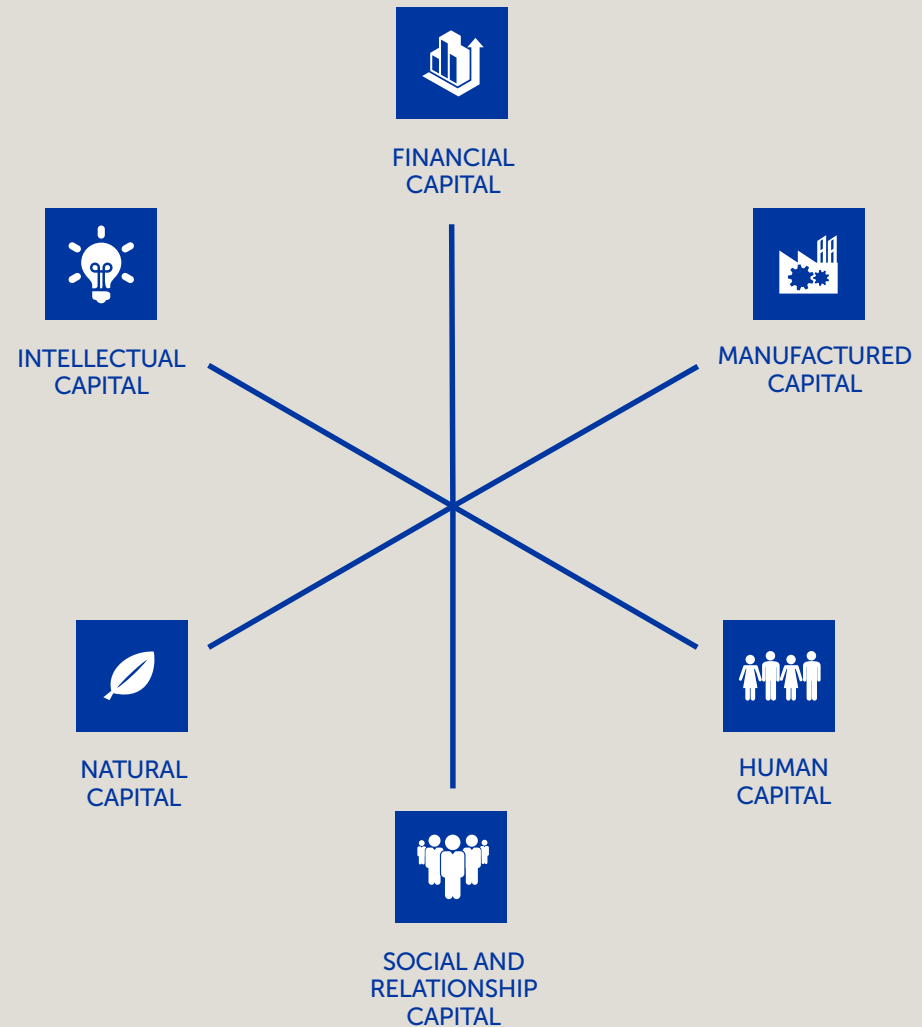 FINANCIAL
CAPITAL
INTELLECTUAL
CAPITAL
MANUFACTURED
CAPITAL
NATURAL
CAPITAL
HUMAN
CAPITAL
SOCIAL AND
RELATIONSHIP
CAPITAL